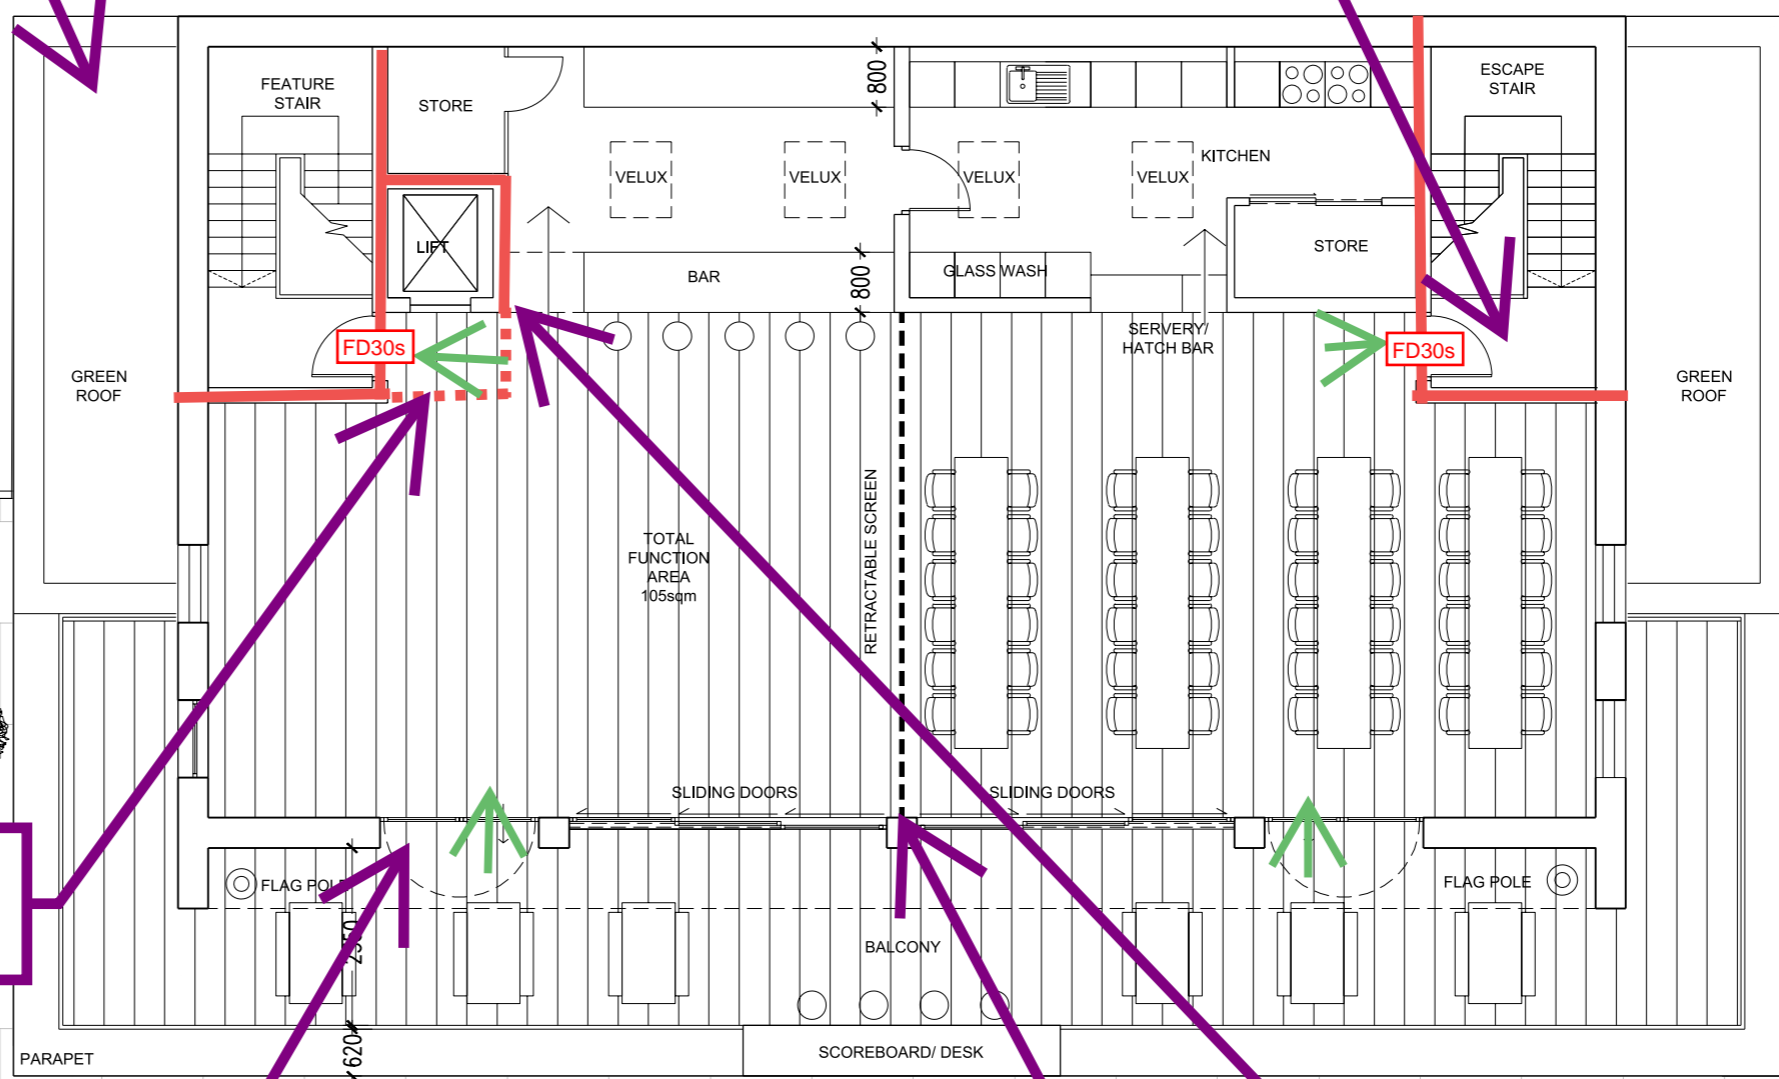 FEATURE
STAIR
STORE
800
ESCAPE
STAIR
VELUX
VELUX
VELUX
VELUX
KITCHEN
LIFT
STORE
BAR
800
GLASS WASH
SERVERY/
HATCH BAR
FD30s
FD30s
GREEN
ROOF
GREEN
ROOF
TOTAL
FUNCTION
AREA
105sqm
RETRACTABLE SCREEN
SLIDING DOORS
SLIDING DOORS
FLAG POLE
FLAG POLE
BALCONY
620
SCOREBOARD/ DESK
PARAPET